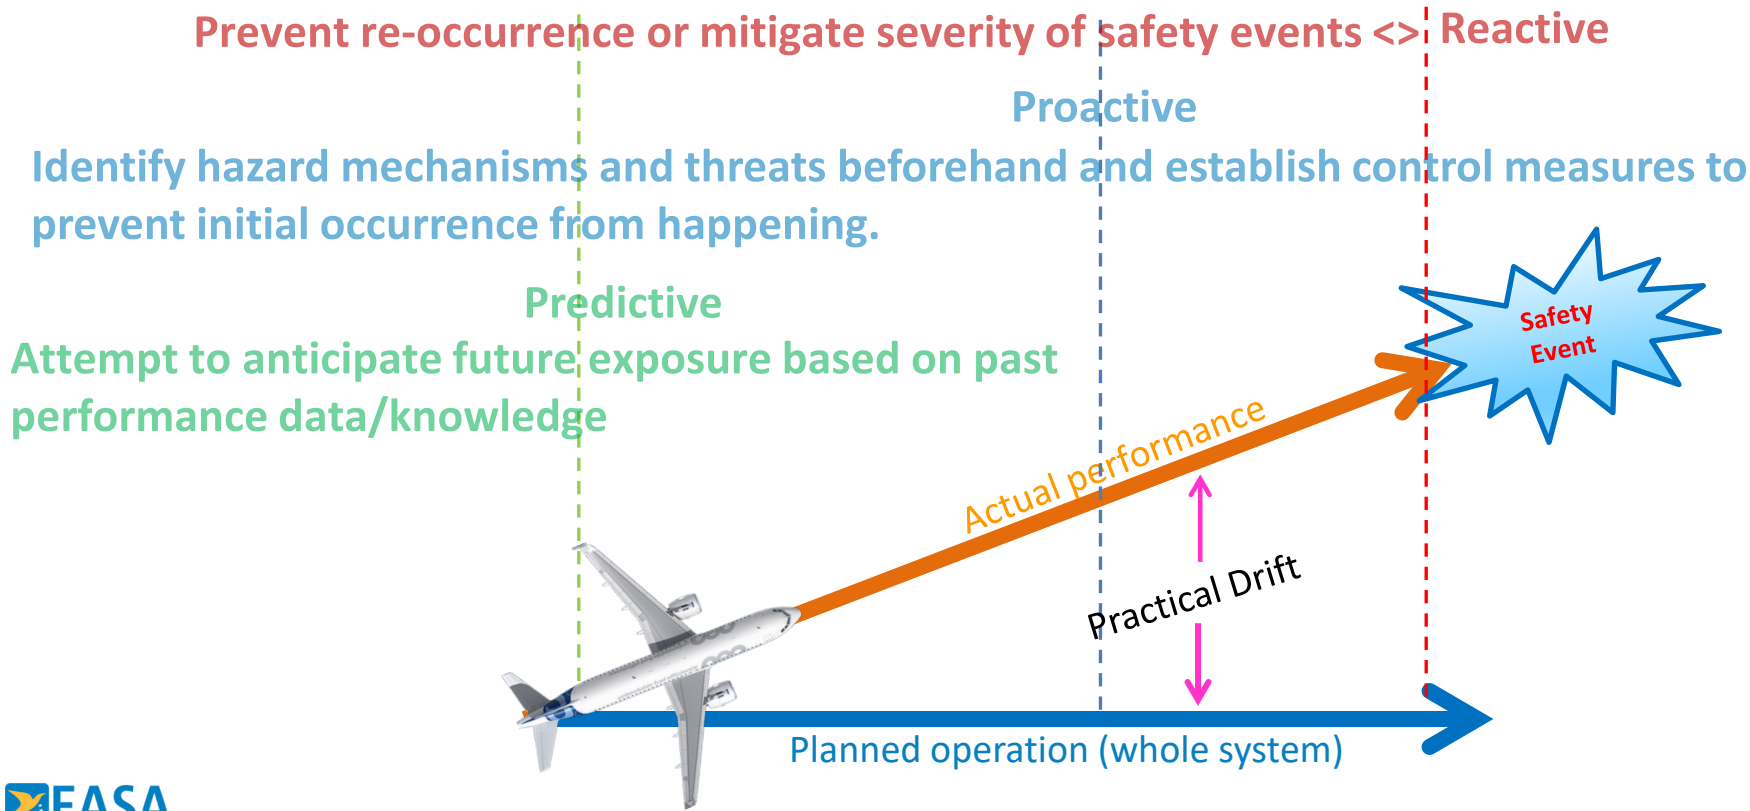 Prevent re-occurrence or mitigate severity of safety events <> Reactive
Proactive
Identify hazard mechanisms and threats beforehand and establish control measures to
prevent initial occurrence from happening.
Predictive
Attempt to anticipate future exposure based on past
performance data/knowledge
Safety
Event
Actual performance
Practical Drift
Planned operation (whole system)
EASA